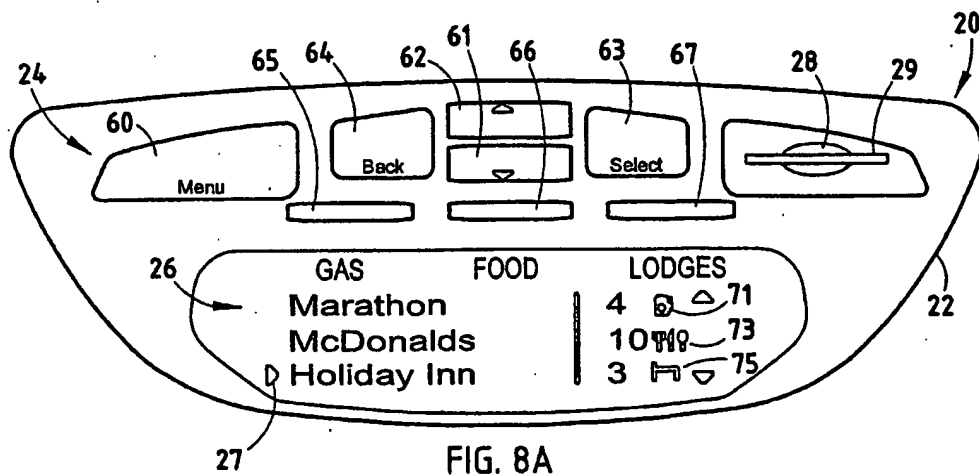 61
20
64 62 66 63 67 28
65 29
24
60
Back Select
Menu
GAS FOOD LODGES
26
Marathon 4 71
22
McDonalds 10 73
Holiday Inn 3 75
27
FIG. 8A